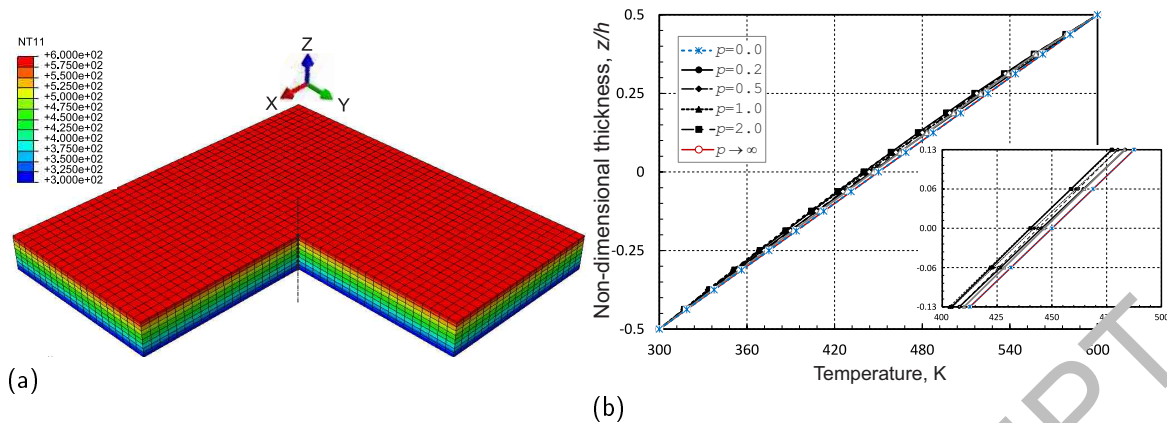 NT11
+6.000e+02
+5.750e+02
+5.500e+02
+5.250e+02
+5.000e+02
+4.750e+02
+4.500e+02
+4.250e+02
+4.000e+02
+3.750e+02
+3.500e+02
+3.250e+02
+3.000e+02
Z
X
Y
(a)
Non-dimensional thickness, z/h
0.5
0.25
0
-0.25
-0.5
p=0.0
p=0.2
p=0.5
p=1.0
p=2.0
p→∞
0.13
0.06
0.00
-0.06
-0.13
400 425 450 475 500
300 360 420 480 540 600
Temperature, K
(b)
PT